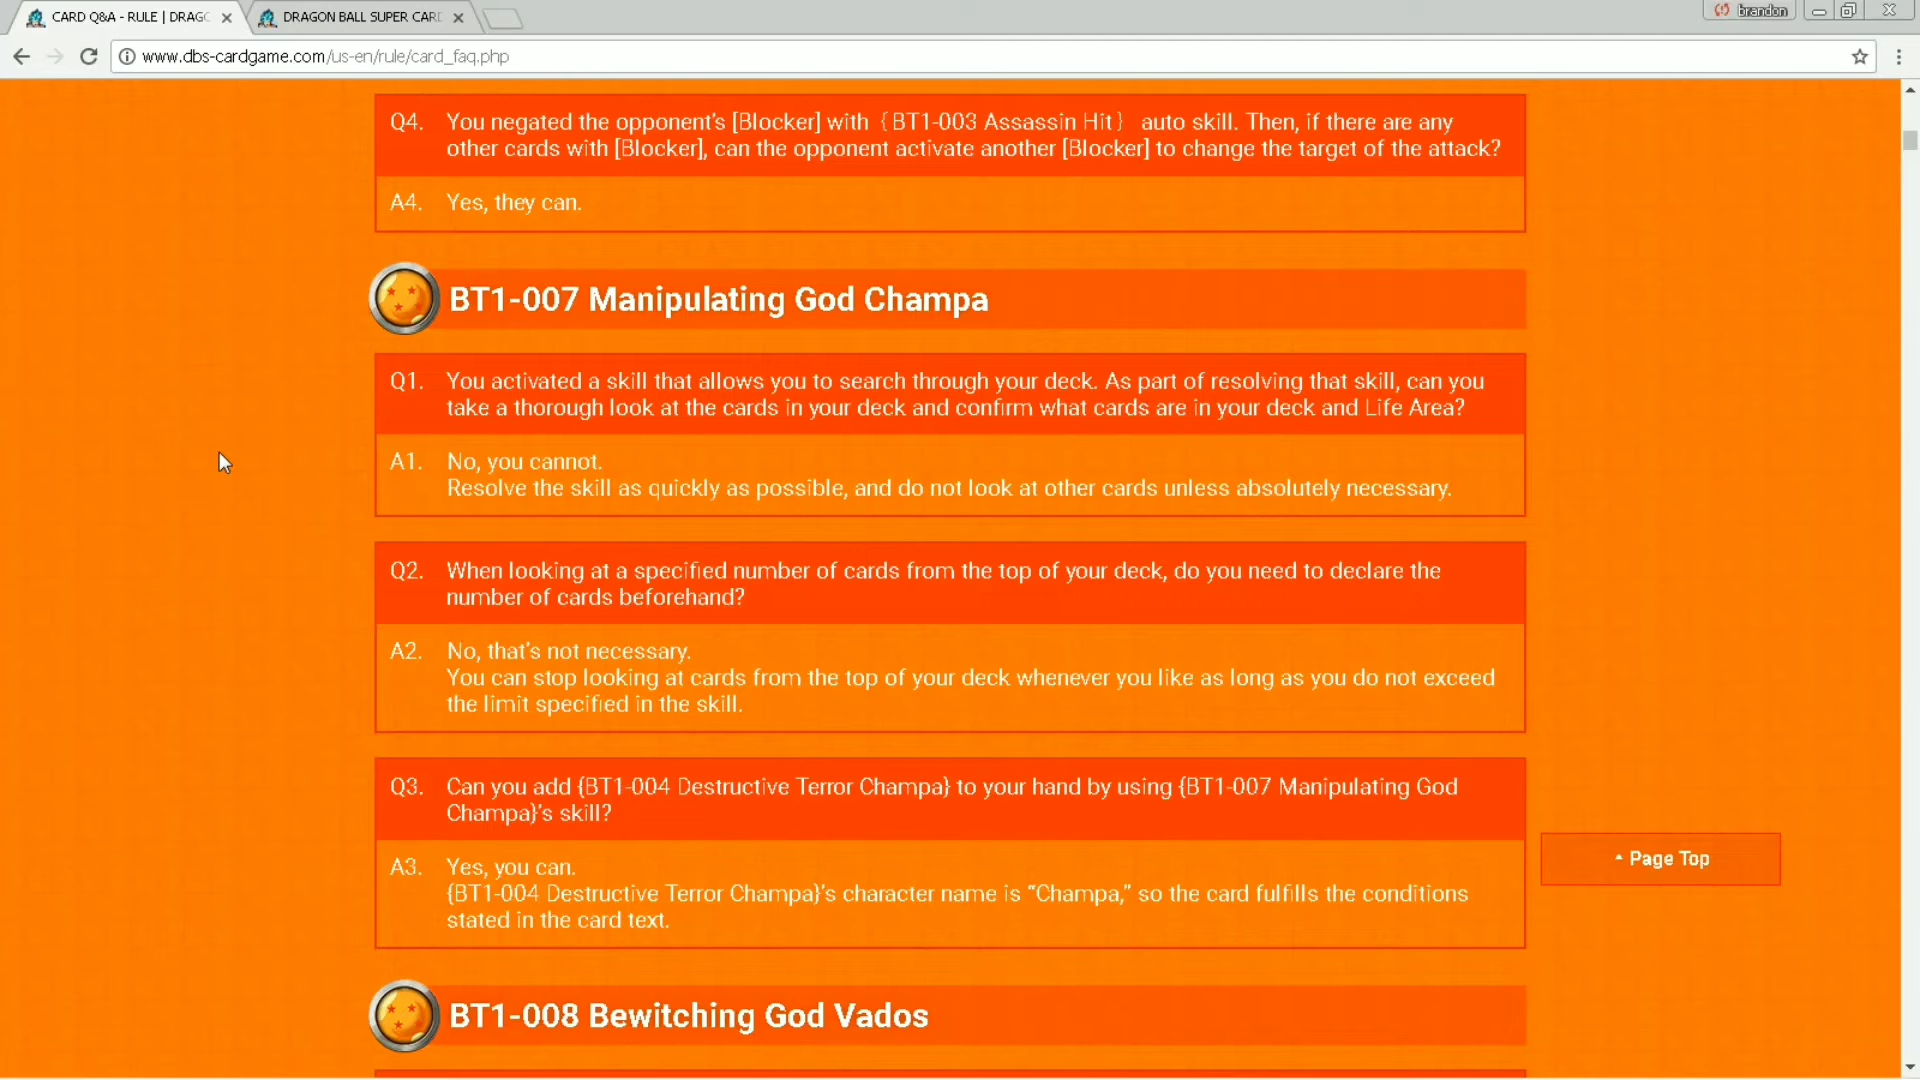 CARD Q&A - RULE | DRAGO
DRAGON BALL SUPER CARD
brandon
www.dbs-cardgame.com/us-en/rule/card_faq.php
Q4. You negated the opponent's [Blocker] with {BT1-003 Assassin Hit} auto skill. Then, if there are any
other cards with [Blocker], can the opponent activate another [Blocker] to change the target of the attack?
A4. Yes, they can.
BT1-007 Manipulating God Champa
Q1. You activated a skill that allows you to search through your deck. As part of resolving that skill, can you
take a thorough look at the cards in your deck and confirm what cards are in your deck and Life Area?
A1. No, you cannot.
Resolve the skill as quickly as possible, and do not look at other cards unless absolutely necessary.
Q2. When looking at a specified number of cards from the top of your deck, do you need to declare the
number of cards beforehand?
A2. No, that's not necessary.
You can stop looking at cards from the top of your deck whenever you like as long as you do not exceed
the limit specified in the skill.
Q3. Can you add {BT1-004 Destructive Terror Champa} to your hand by using {BT1-007 Manipulating God
Champa}'s skill?
A3. Yes, you can.
{BT1-004 Destructive Terror Champa}'s character name is “Champa,” so the card fulfills the conditions
stated in the card text.
Page Top
BT1-008 Bewitching God Vados